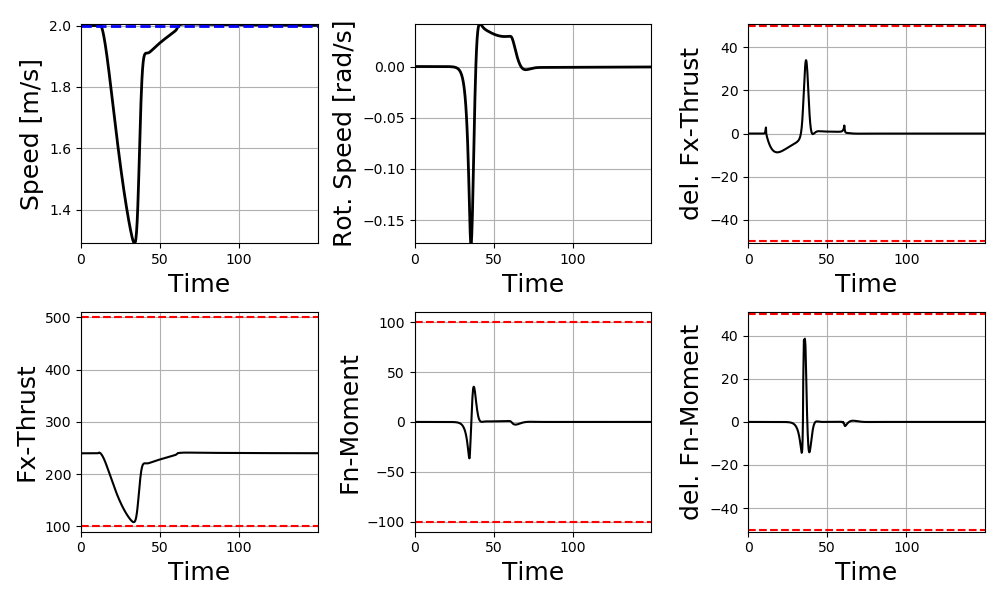 Speed [m/s]
2.0
1.8
1.6
1.4
0 50 100
Time
Rot. Speed [rad/s]
0.00
−0.05
−0.10
−0.15
0 50 100
Time
del. Fx-Thrust
40
20
0
−20
−40
0 50 100
Time
Fx-Thrust
500
400
300
200
100
0 50 100
Time
Fn-Moment
100
50
0
−50
−100
0 50 100
Time
del. Fn-Moment
40
20
0
−20
−40
0 50 100
Time